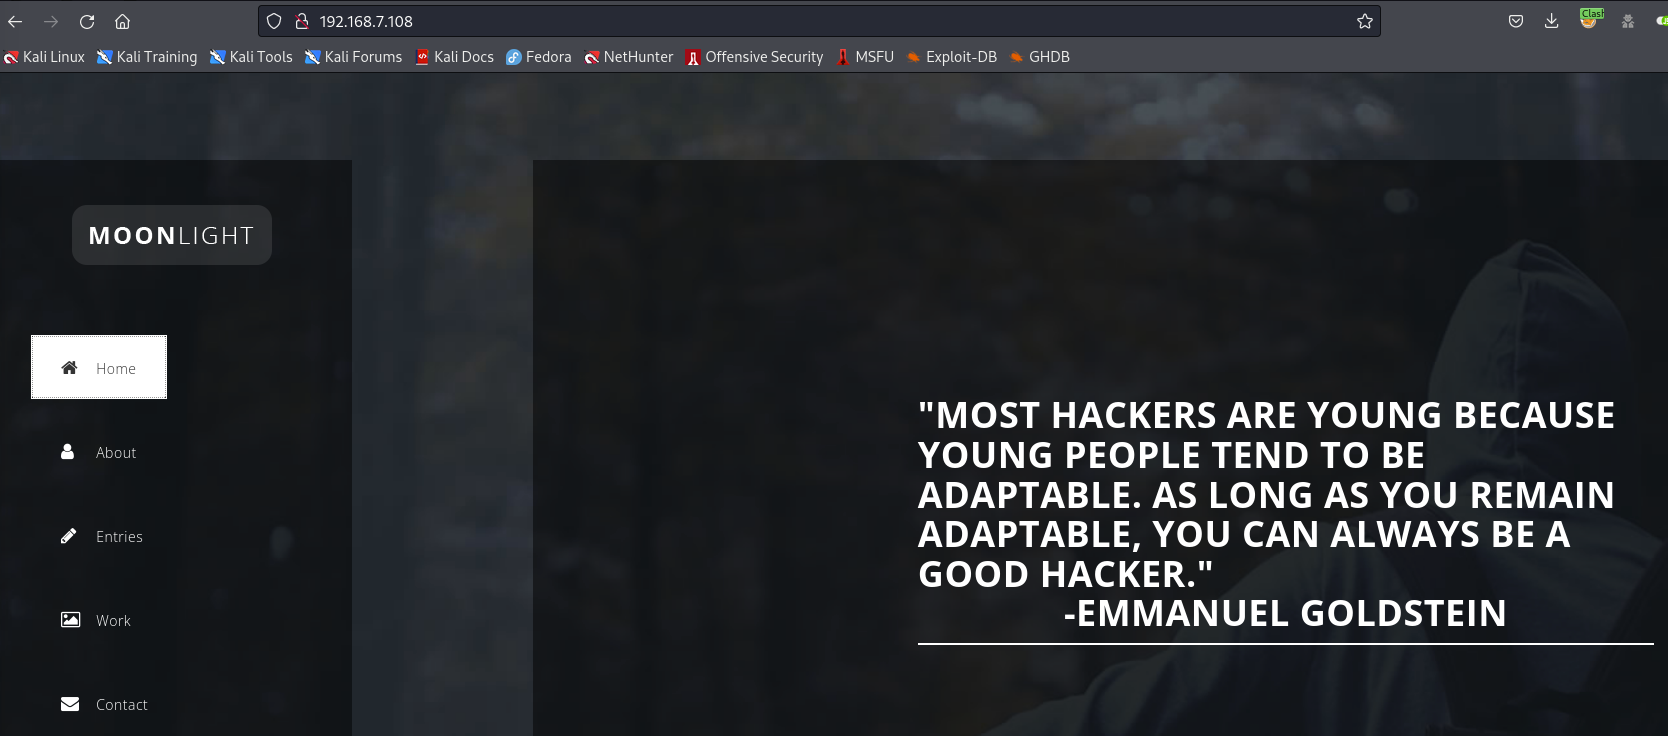 192.168.7.108
Clash
Kali Linux Kali Training Kali Tools Kali Forums Kali Docs Fedora NetHunter Offensive Security MSFU Exploit-DB GHDB
MOONLIGHT
Home
About
Entries
Work
Contact
"MOST HACKERS ARE YOUNG BECAUSE
YOUNG PEOPLE TEND TO BE
ADAPTABLE. AS LONG AS YOU REMAIN
ADAPTABLE, YOU CAN ALWAYS BE A
GOOD HACKER."
-EMMANUEL GOLDSTEIN